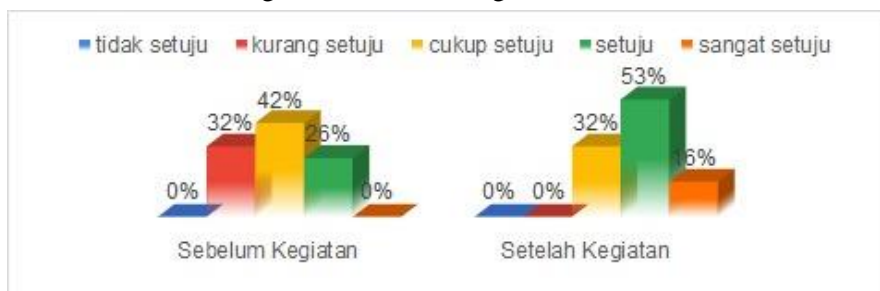 tidak setuju kurang setuju cukup setuju setuju sangat setuju
53%
42%
32% 26% 32% 16%
0% 0% 0% 0%
Sebelum Kegiatan Setelah Kegiatan